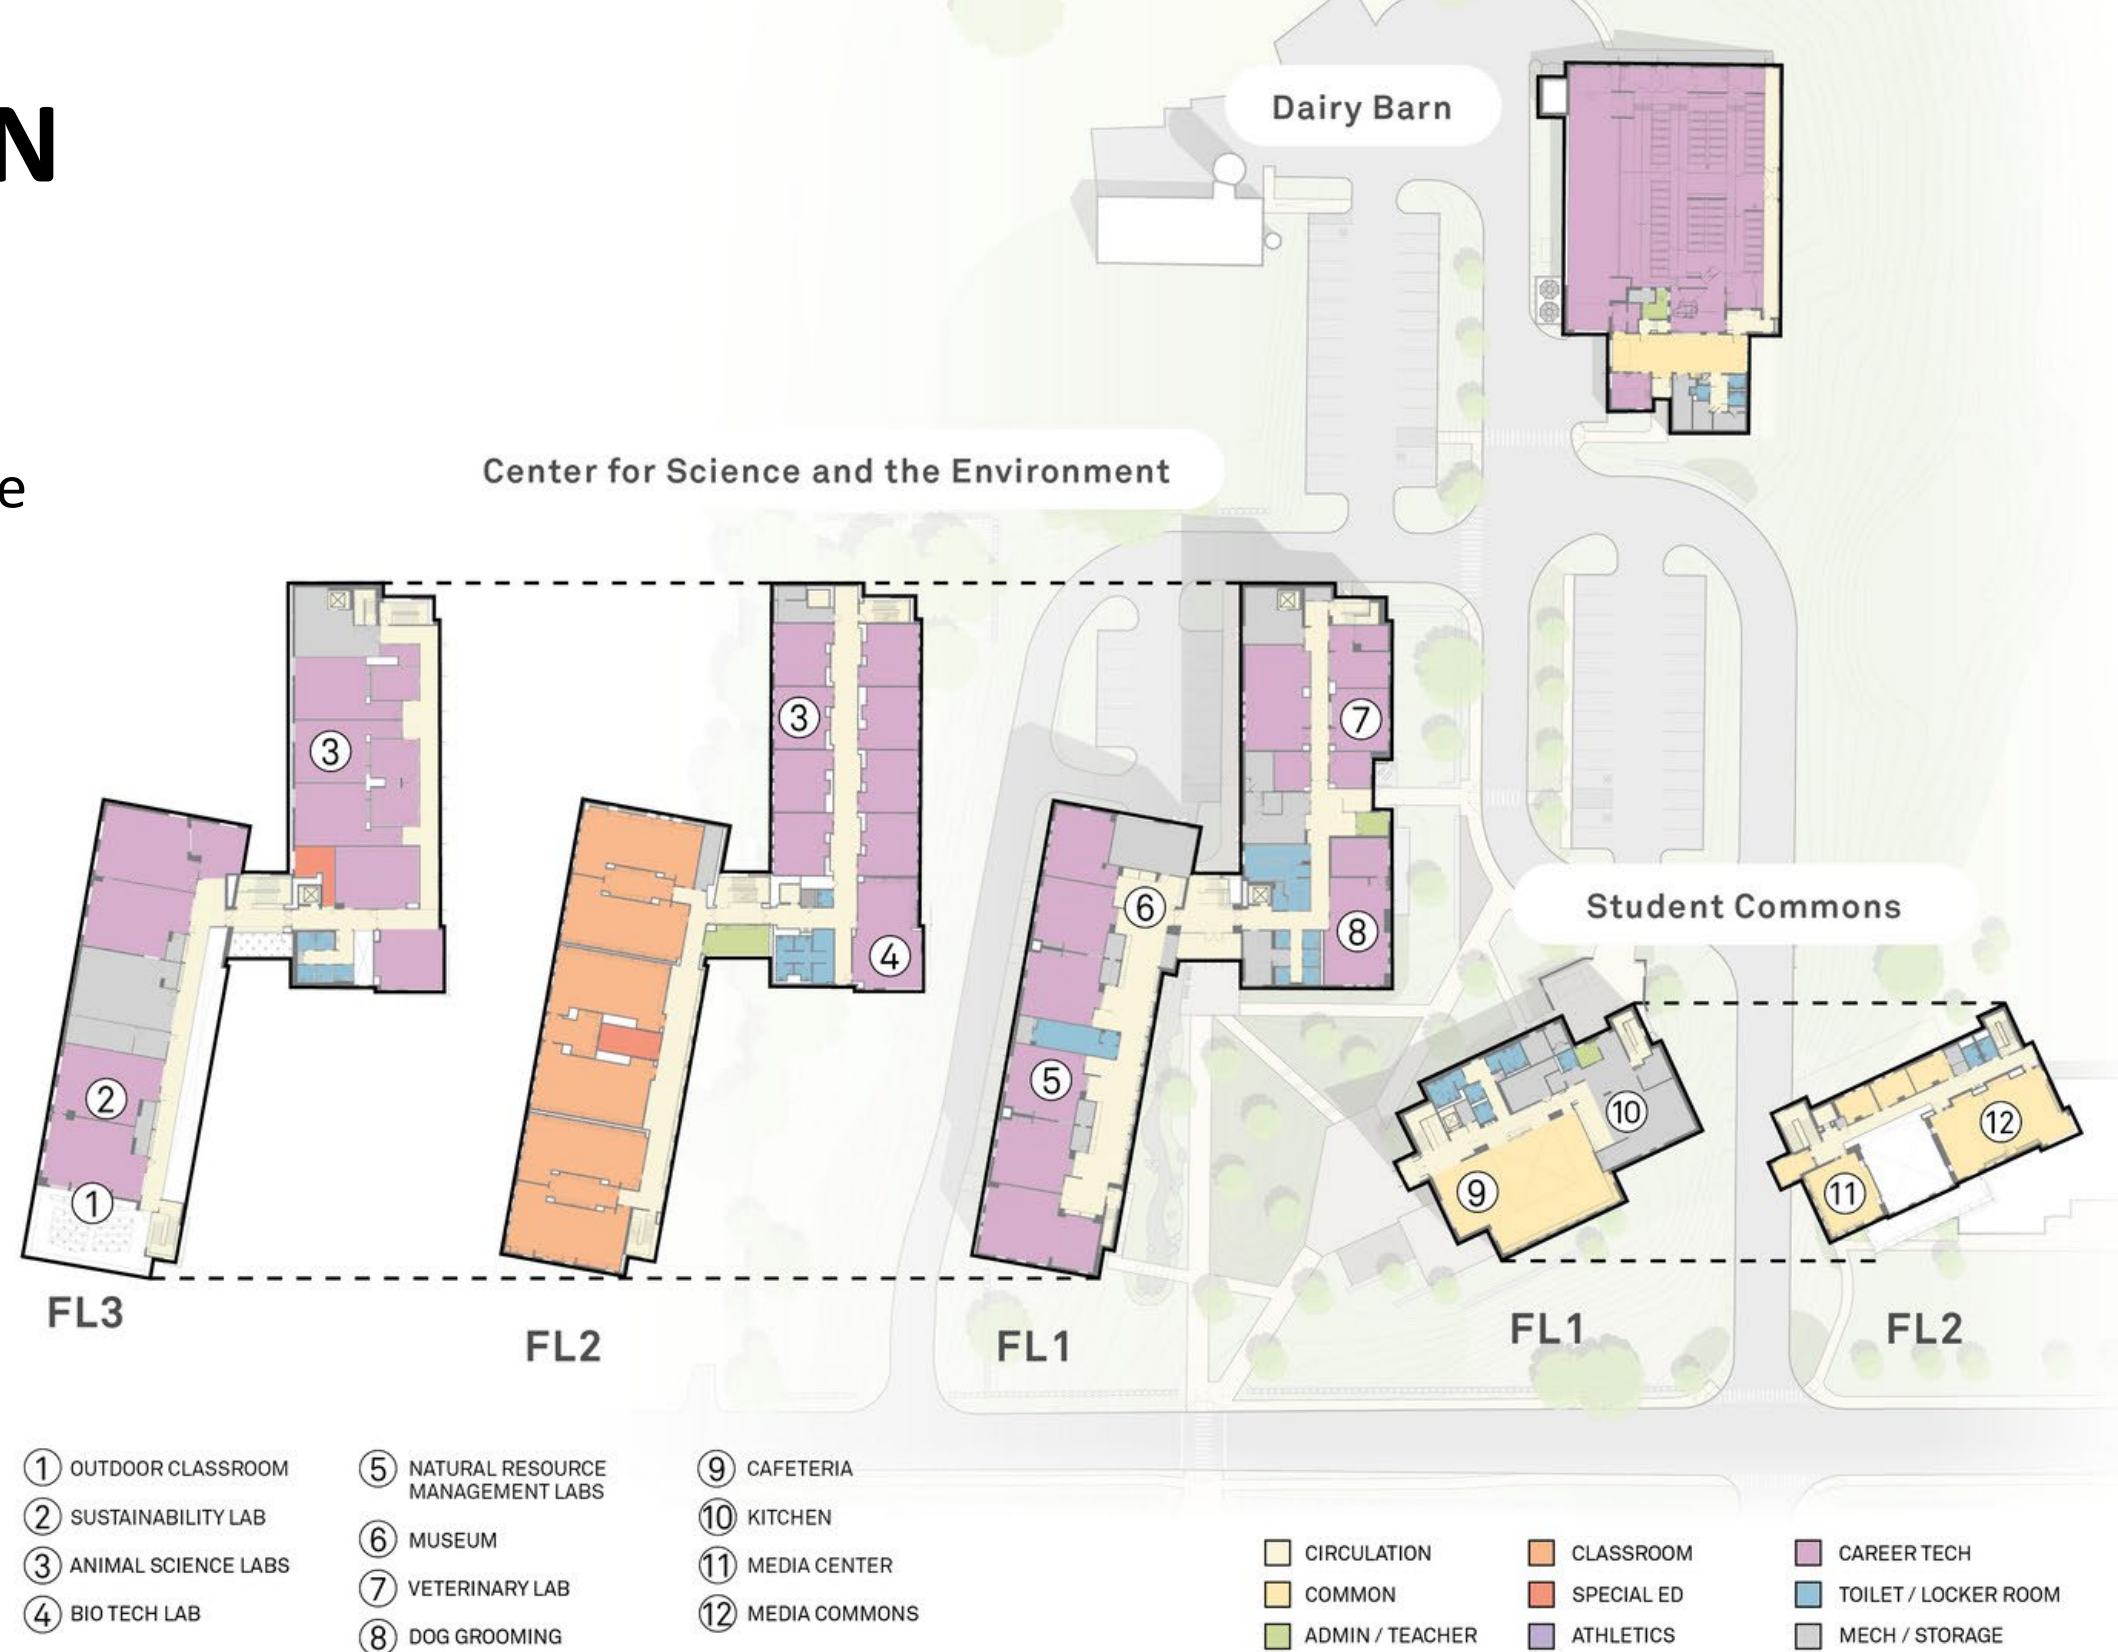 N
Dairy Barn
e
Center for Science and the Environment
3
3
7
6
8
4
2
5
1
Student Commons
10
9
12
11
FL3
FL2
FL1
FL1
FL2
1 OUTDOOR CLASSROOM
2 SUSTAINABILITY LAB
3 ANIMAL SCIENCE LABS
4 BIO TECH LAB
5 NATURAL RESOURCE
MANAGEMENT LABS
6 MUSEUM
7 VETERINARY LAB
8 DOG GROOMING
9 CAFETERIA
10 KITCHEN
11 MEDIA CENTER
12 MEDIA COMMONS
CIRCULATION
COMMON
ADMIN / TEACHER
CLASSROOM
SPECIAL ED
ATHLETICS
CAREER TECH
TOILET / LOCKER ROOM
MECH / STORAGE